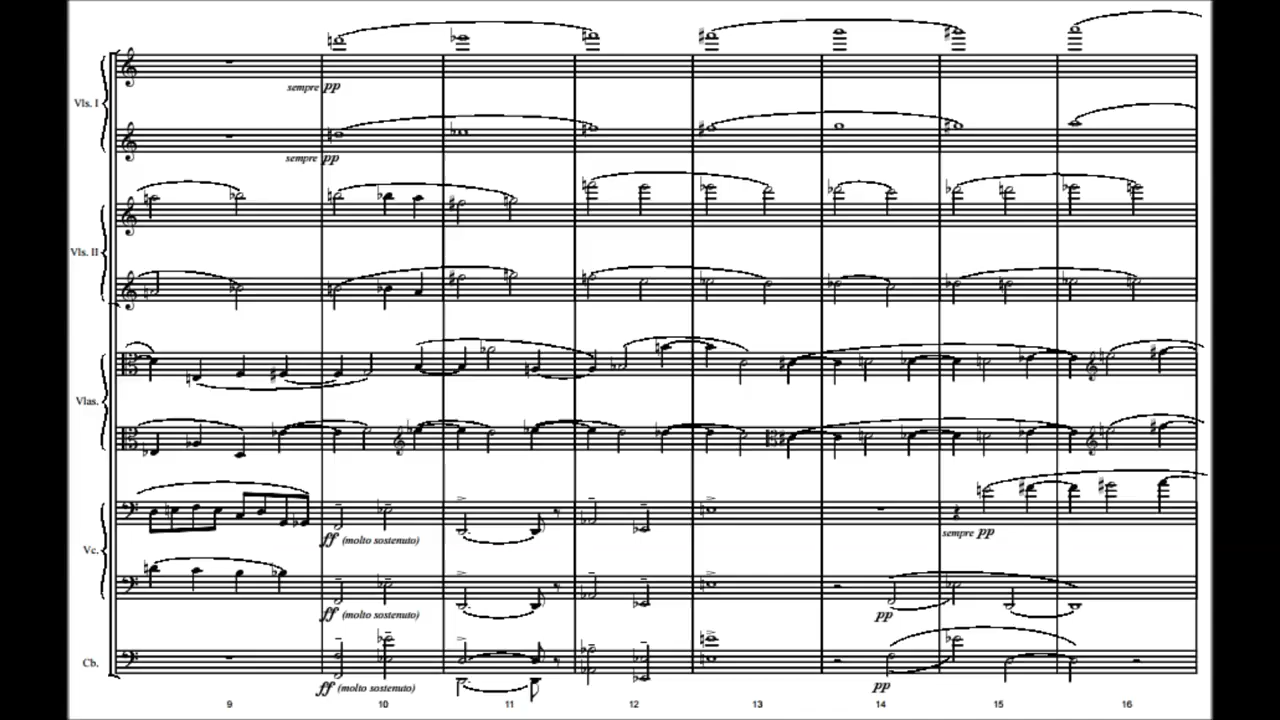 sempre pp
Vls. I
sempre pp
Vls. II
Vlas.
sempre pp
ff (molto sostenuto)
Vc.
ff (molto sostenuto)
pp
Cb.
ff (molto sostenuto)
pp
9 10 11 12 13 14 15 16